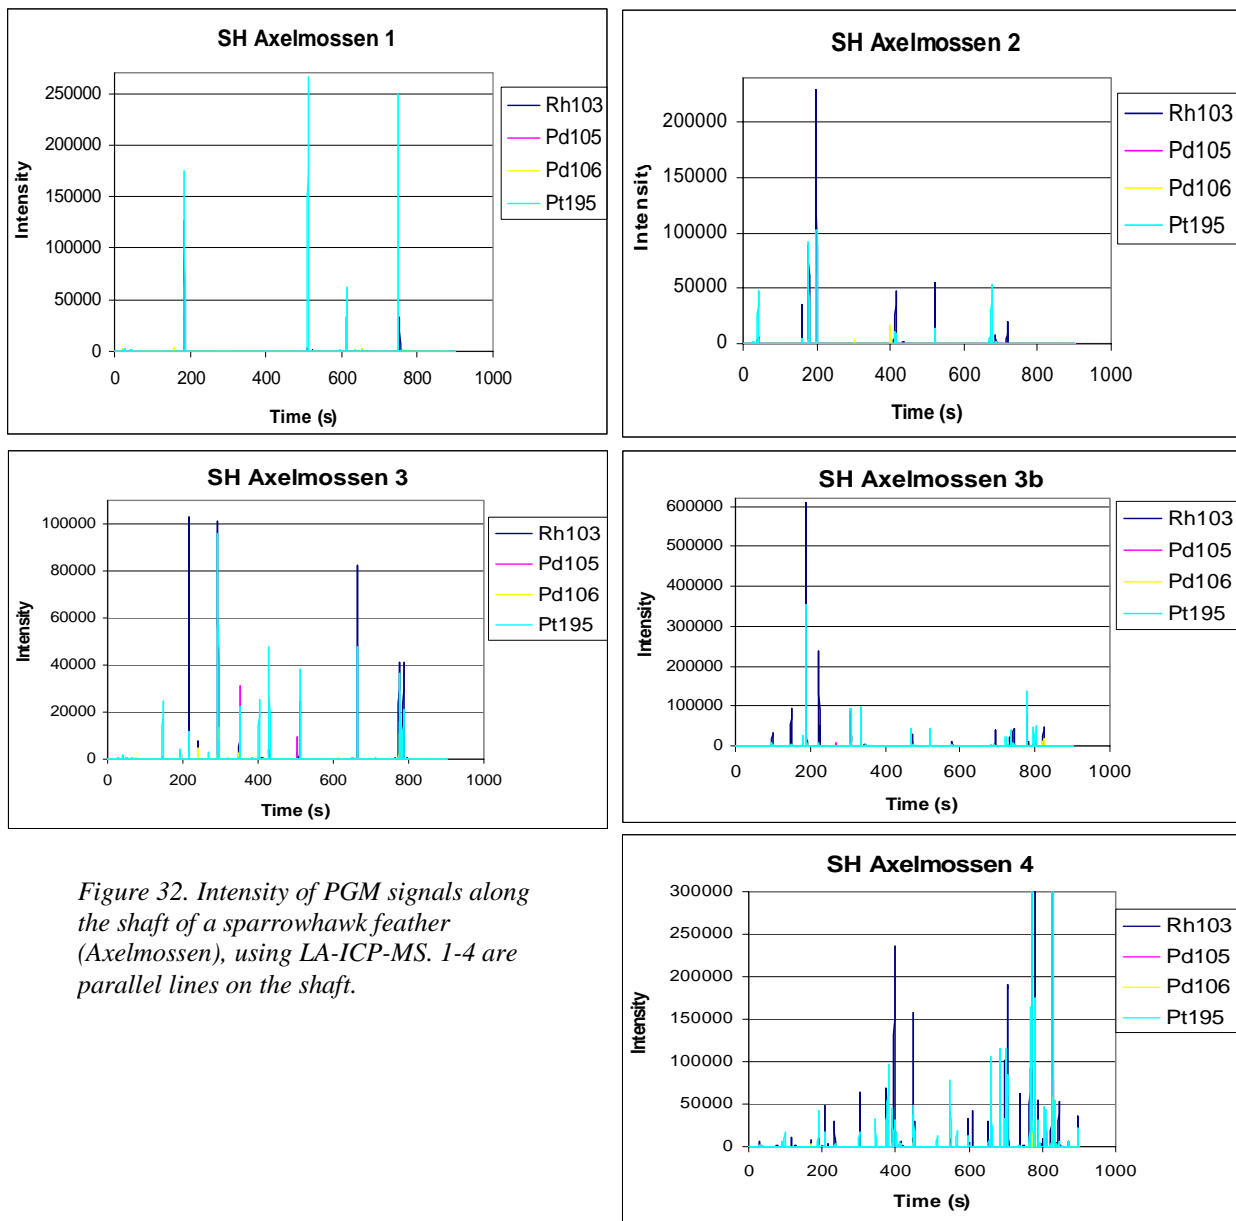 SH Axelmossen 1
Intensity
250000
200000
150000
100000
50000
0
0 200 400 600 800 1000
Time (s)
Rh103
Pd105
Pd106
Pt195
SH Axelmossen 2
Intensity
200000
150000
100000
50000
0
0 200 400 600 800 1000
Time (s)
Rh103
Pd105
Pd106
Pt195
SH Axelmossen 3
Intensity
100000
80000
60000
40000
20000
0
0 200 400 600 800 1000
Time (s)
Rh103
Pd105
Pd106
Pt195
SH Axelmossen 3b
Intensity
600000
500000
400000
300000
200000
100000
0
0 200 400 600 800 1000
Time (s)
Rh103
Pd105
Pd106
Pt195
Figure 32. Intensity of PGM signals along
the shaft of a sparrowhawk feather
(Axelmossen), using LA-ICP-MS. 1-4 are
parallel lines on the shaft.
SH Axelmossen 4
Intensity
300000
250000
200000
150000
100000
50000
0
0 200 400 600 800 1000
Time (s)
Rh103
Pd105
Pd106
Pt195